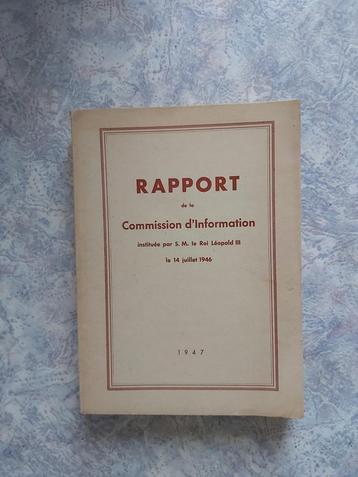 RAPPORT
de la
Commission d'Information
instituée par S. M. le Roi Léopold III
le 14 juillet 1946
1947